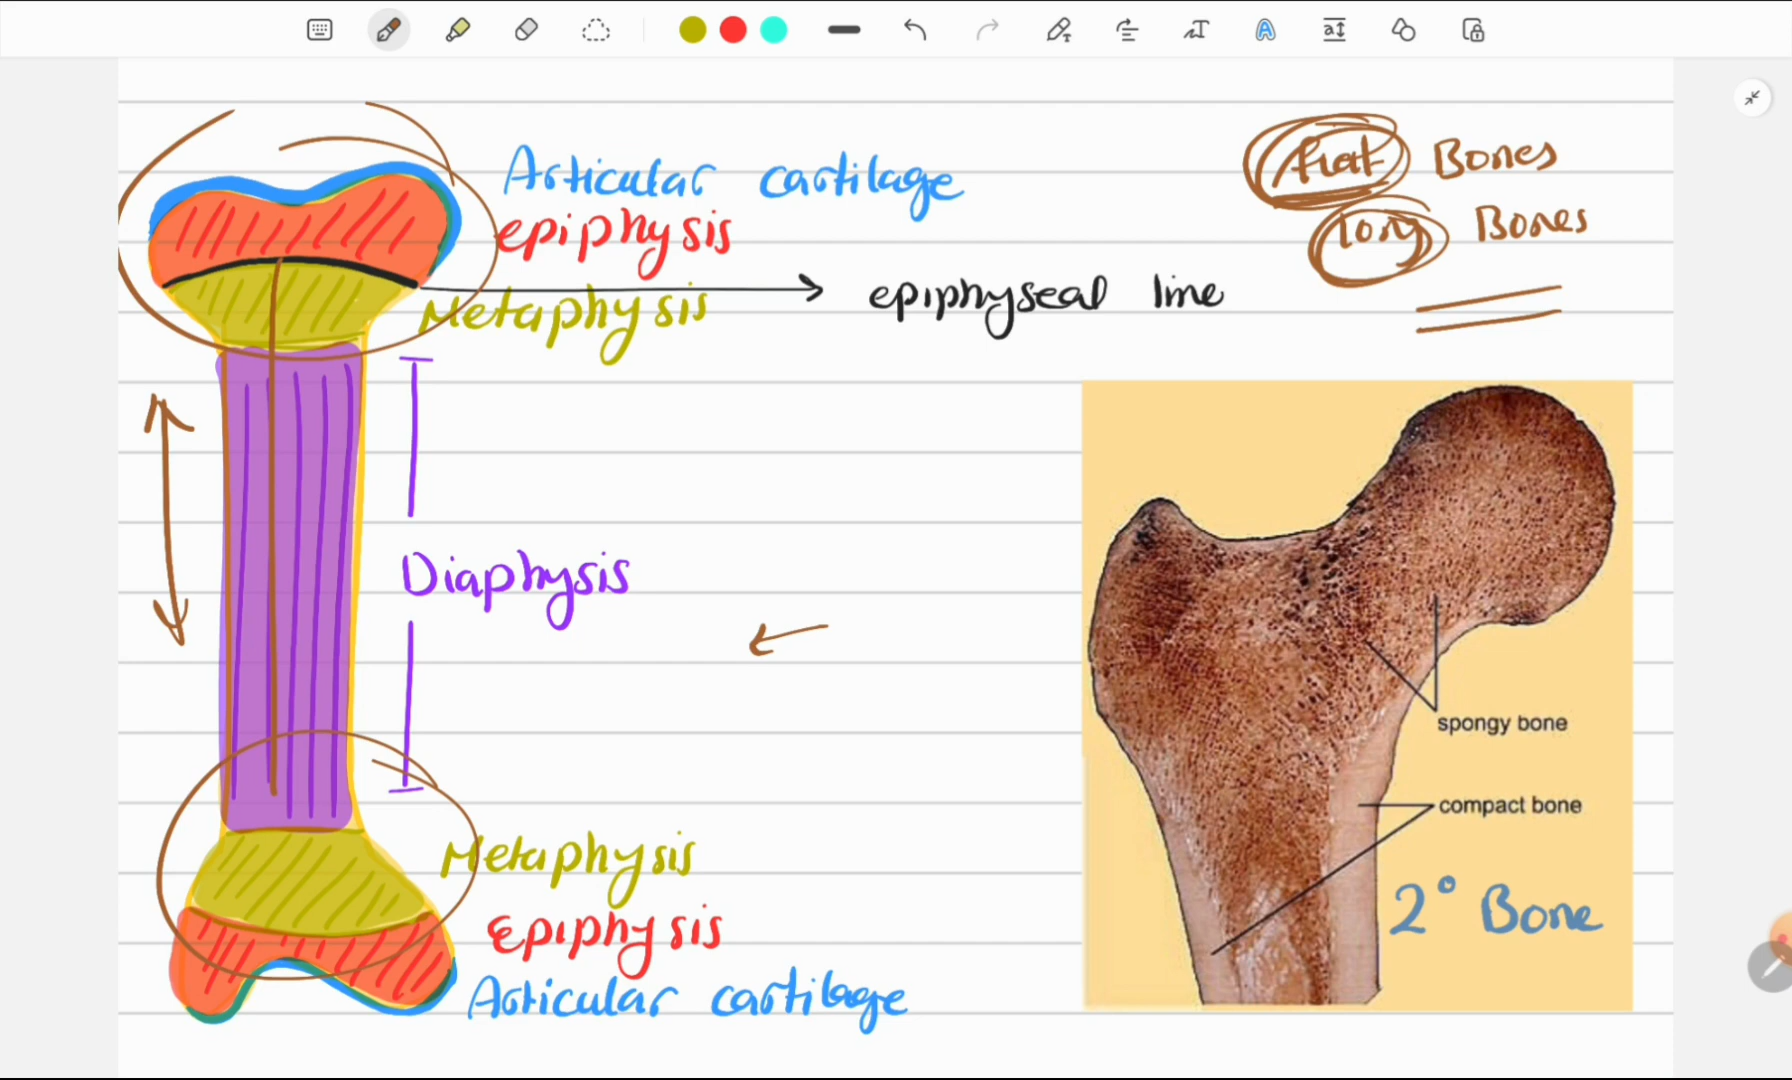 Articular cartilage
epiphysis
Metaphysis
epiphyseal line
flat Bones
long Bones
Diaphysis
spongy bone
compact bone
2° Bone
Metaphysis
Epiphysis
Articular cartilage